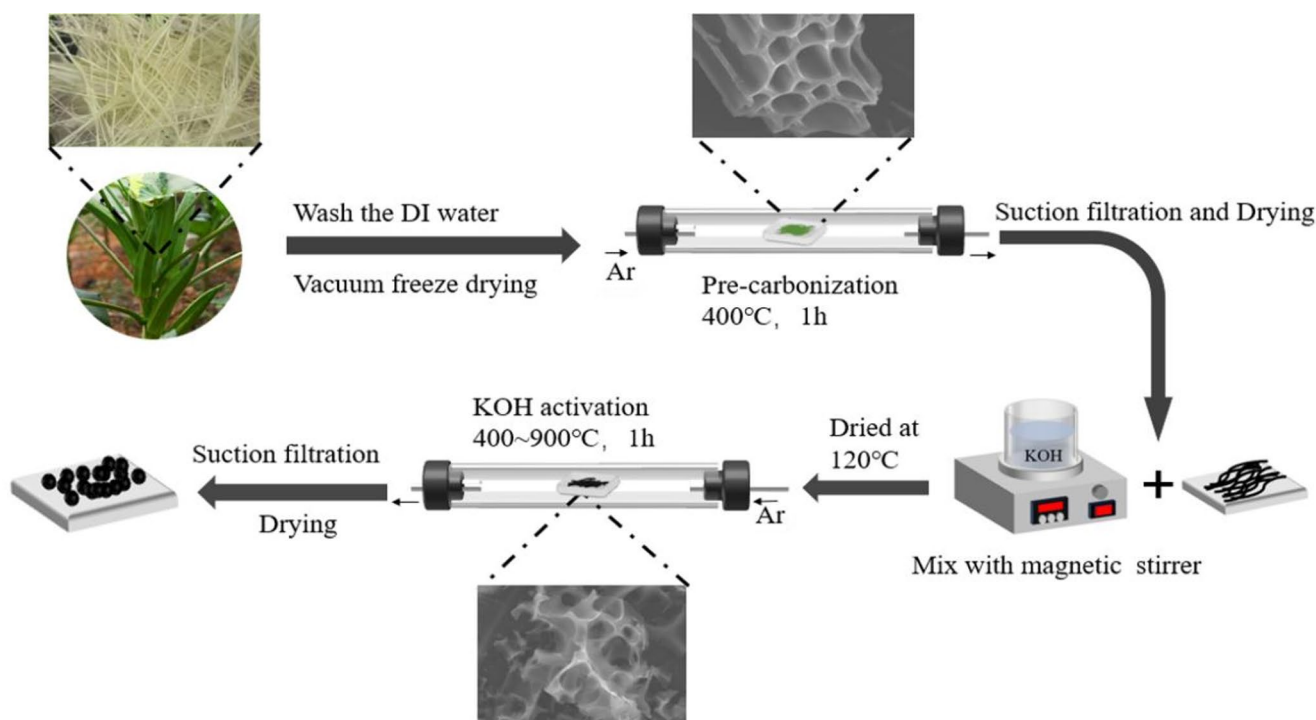 Wash the DI water
Vacuum freeze drying
Ar
Pre-carbonization
400℃, 1h
Suction filtration and Drying
KOH
Mix with magnetic stirrer
Dried at
120℃
KOH activation
400~900℃, 1h
Ar
Suction filtration
Drying